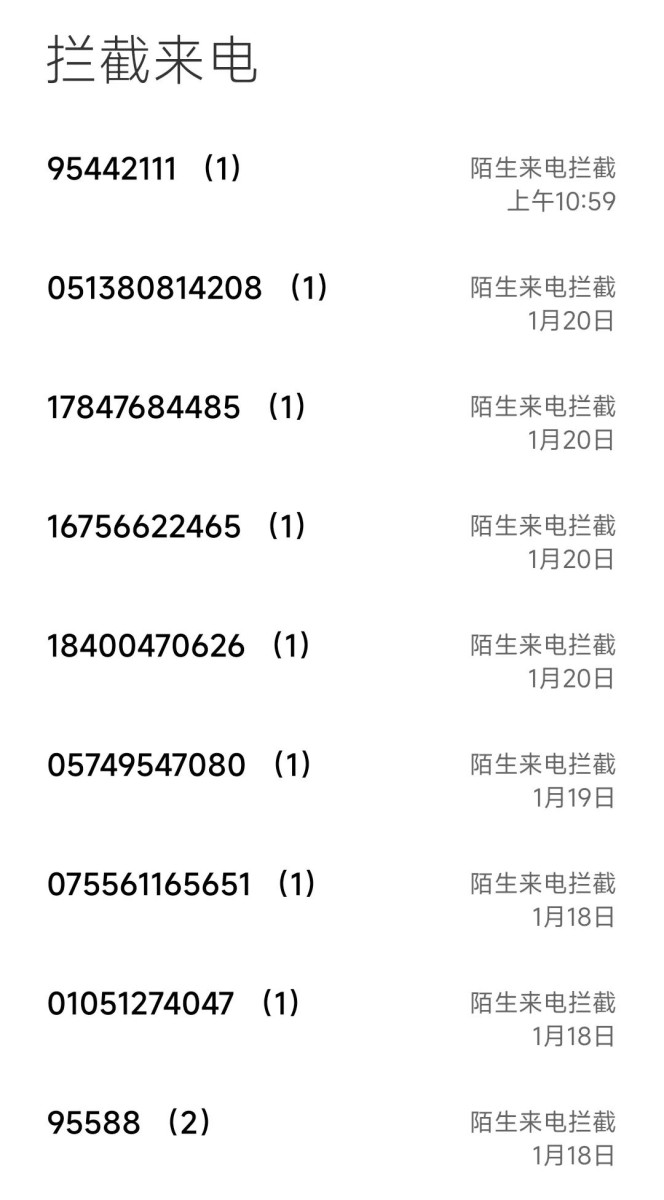 拦截来电
95442111 (1) 陌生来电拦截
上午10:59
051380814208 (1) 陌生来电拦截
1月20日
17847684485 (1) 陌生来电拦截
1月20日
16756622465 (1) 陌生来电拦截
1月20日
18400470626 (1) 陌生来电拦截
1月20日
05749547080 (1) 陌生来电拦截
1月19日
075561165651 (1) 陌生来电拦截
1月18日
01051274047 (1) 陌生来电拦截
1月18日
95588 (2) 陌生来电拦截
1月18日